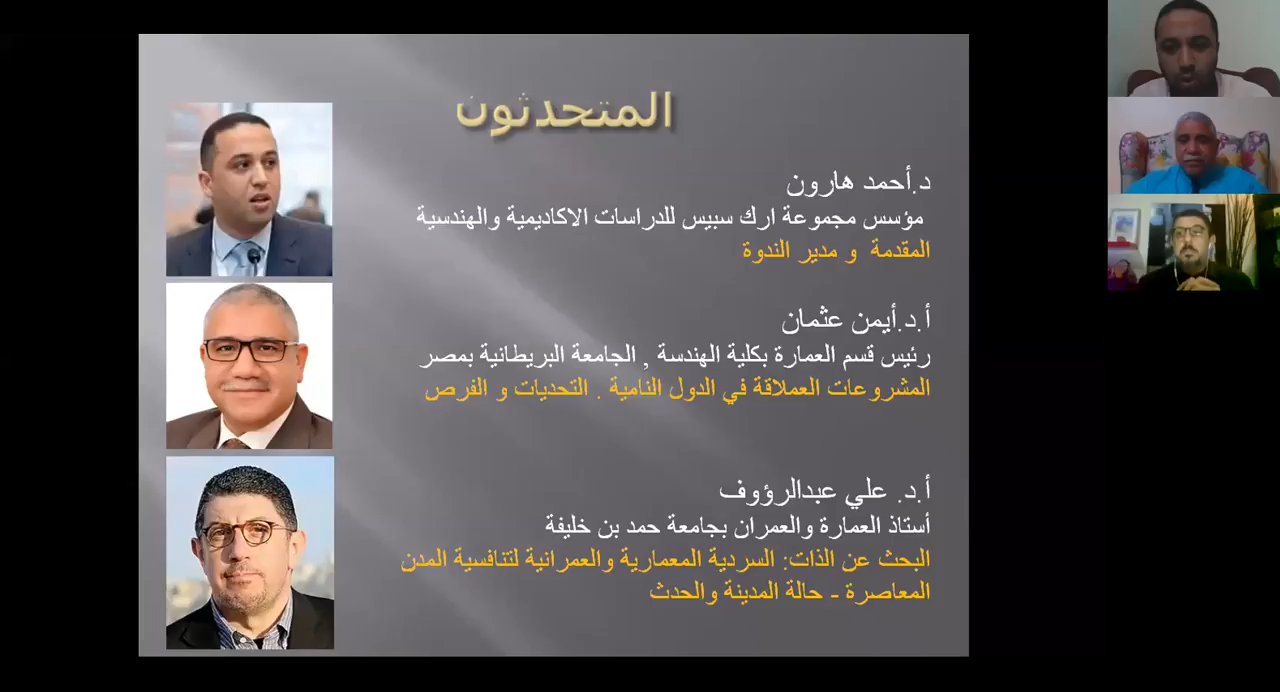 المتحدثون
د.أحمد هارون
مؤسس مجموعة ارك سبيس للدراسات الاكاديمية والهندسية
المقدمة و مدير الندوة
أ.د.أيمن عثمان
رئيس قسم العمارة بكلية الهندسة , الجامعة البريطانية بمصر
المشروعات العملاقة في الدول النامية . التحديات و الفرص
أ.د. علي عبدالرؤوف
أستاذ العمارة والعمران بجامعة حمد بن خليفة
البحث عن الذات: السردية المعمارية والعمرانية لتنافسية المدن
المعاصرة - حالة المدينة والحدث